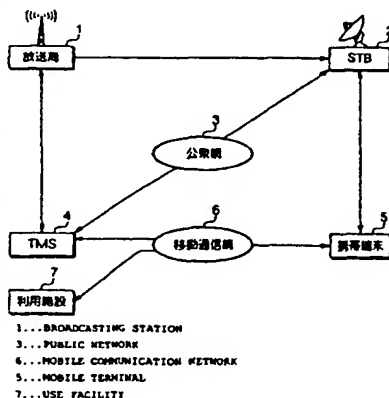 1
放送局
STB
3
公衆網
4
TMS
6
移動通信網
5
携帯端末
7
利用施設
1...BROADCASTING STATION
3...PUBLIC NETWORK
6...MOBILE COMMUNICATION NETWORK
5...MOBILE TERMINAL
7...USE FACILITY